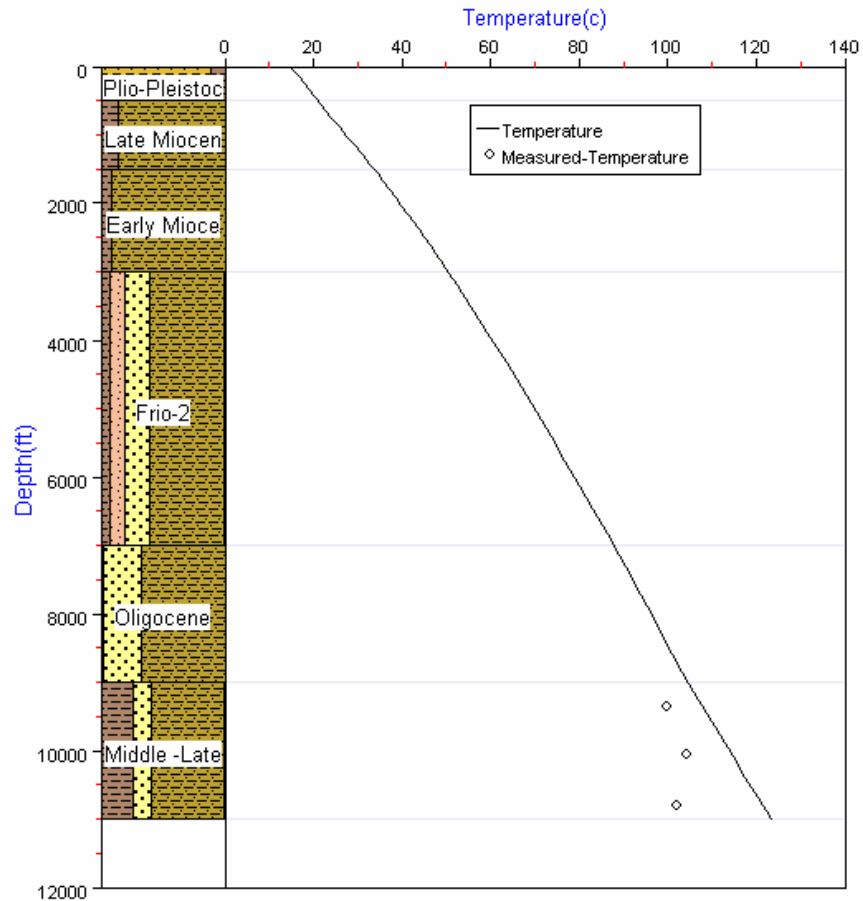 Temperature(c)
0 20 40 60 80 100 120 140
0
Plio-Pleistoc
Late Miocen
2000
Early Mioce
4000
Frio-2
6000
8000
Oligocene
10000
Middle -Late
12000
Depth(ft)
Temperature
Measured-Temperature